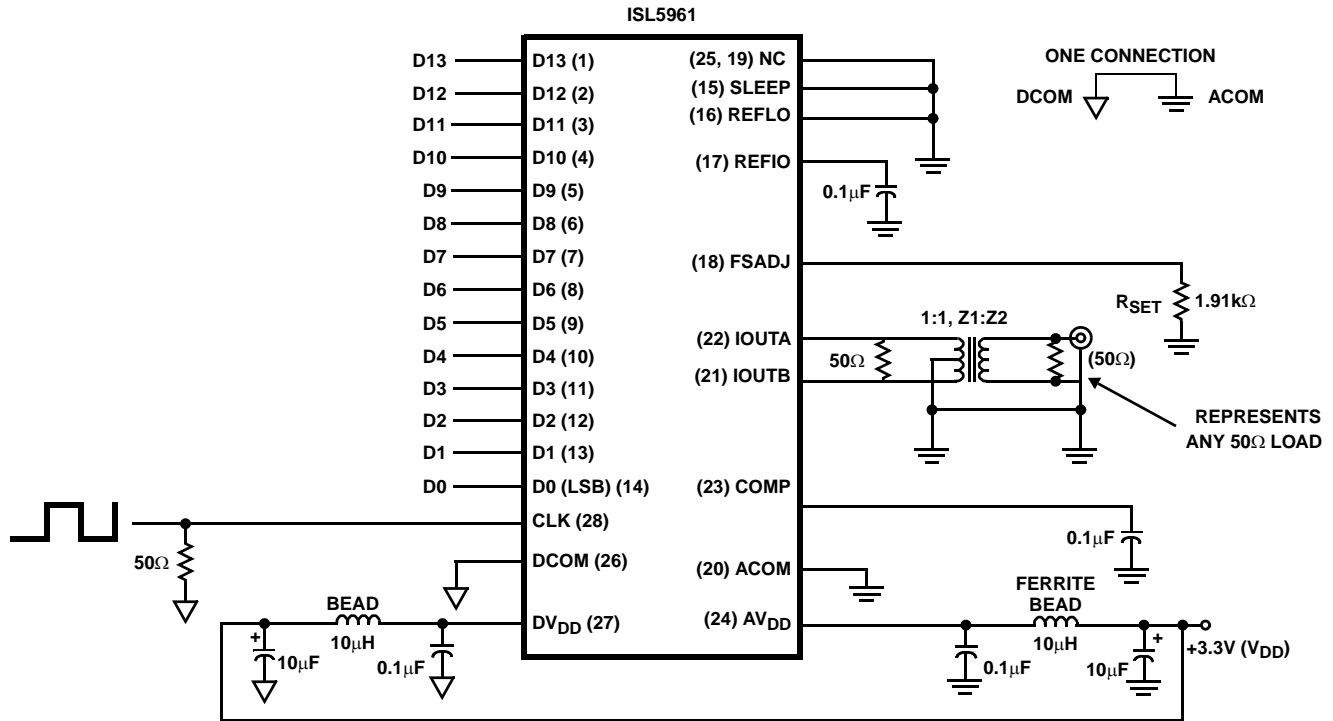 ISL5961
D13 D13 (1)
D12 D12 (2)
D11 D11 (3)
D10 D10 (4)
D9 D9 (5)
D8 D8 (6)
D7 D7 (7)
D6 D6 (8)
D5 D5 (9)
D4 D4 (10)
D3 D3 (11)
D2 D2 (12)
D1 D1 (13)
D0 D0 (LSB) (14)
CLK (28)
50Ω
DCOM (26)
BEAD
DVDD (27)
+
10µH
10µF
0.1µF
(25, 19) NC
(15) SLEEP
(16) REFLO
(17) REFIO
0.1µF
(18) FSADJ
RSET 1.91kΩ
1:1, Z1:Z2
(22) IOUTA
50Ω
(50Ω)
(21) IOUTB
REPRESENTS
ANY 50Ω LOAD
(23) COMP
0.1µF
(20) ACOM
FERRITE
BEAD
(24) AVDD
10µH
+
+3.3V (VDD)
0.1µF
10µF
ONE CONNECTION
DCOM ACOM